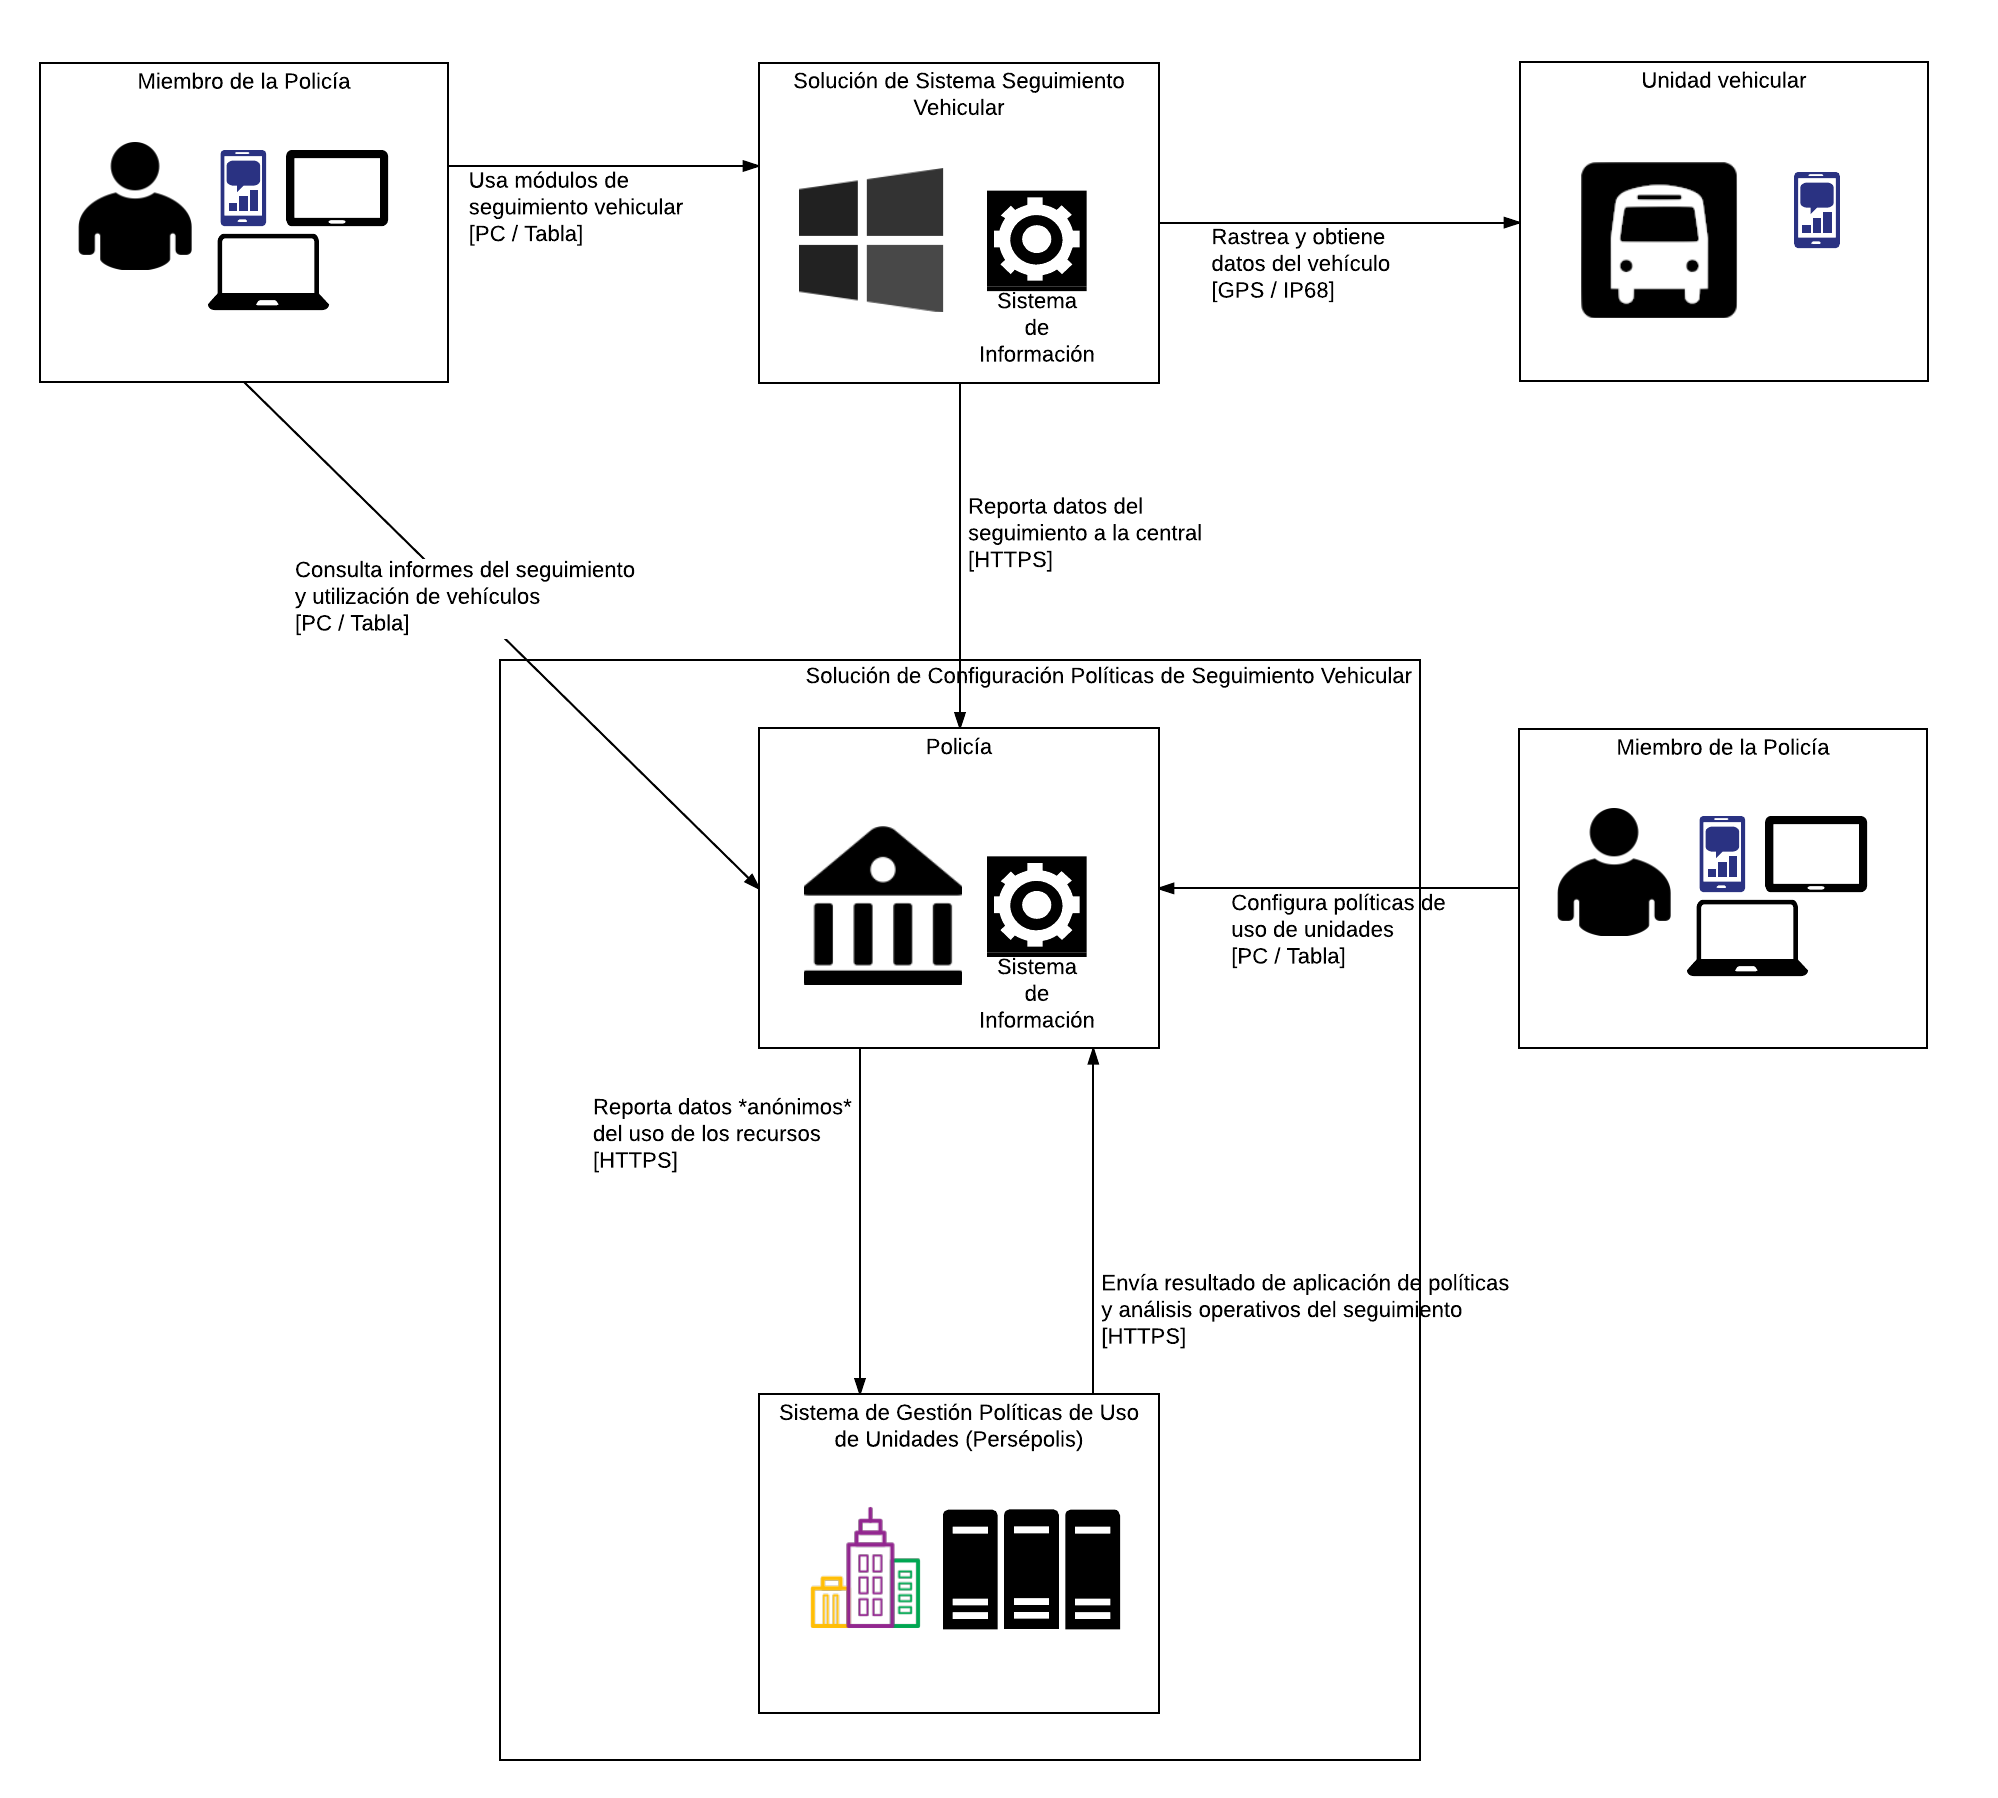 Miembro de la Policía
Solución de Sistema Seguimiento
Vehicular
Unidad vehicular
Usa módulos de
seguimiento vehicular
[PC / Tabla]
Sistema
de
Información
Rastrea y obtiene
datos del vehículo
[GPS / IP68]
Reporta datos del
seguimiento a la central
[HTTPS]
Consulta informes del seguimiento
y utilización de vehículos
[PC / Tabla]
Solución de Configuración Políticas de Seguimiento Vehicular
Policía
Miembro de la Policía
Sistema
de
Información
Configura políticas de
uso de unidades
[PC / Tabla]
Reporta datos *anónimos*
del uso de los recursos
[HTTPS]
Envía resultado de aplicación de políticas
y análisis operativos del seguimiento
[HTTPS]
Sistema de Gestión Políticas de Uso
de Unidades (Persépolis)